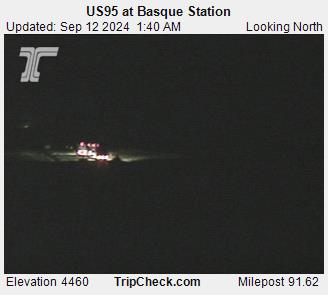 US95 at Basque Station
Updated: Sep 12 2024 1:40 AM Looking North
Elevation 4460 TripCheck.com Milepost 91.62